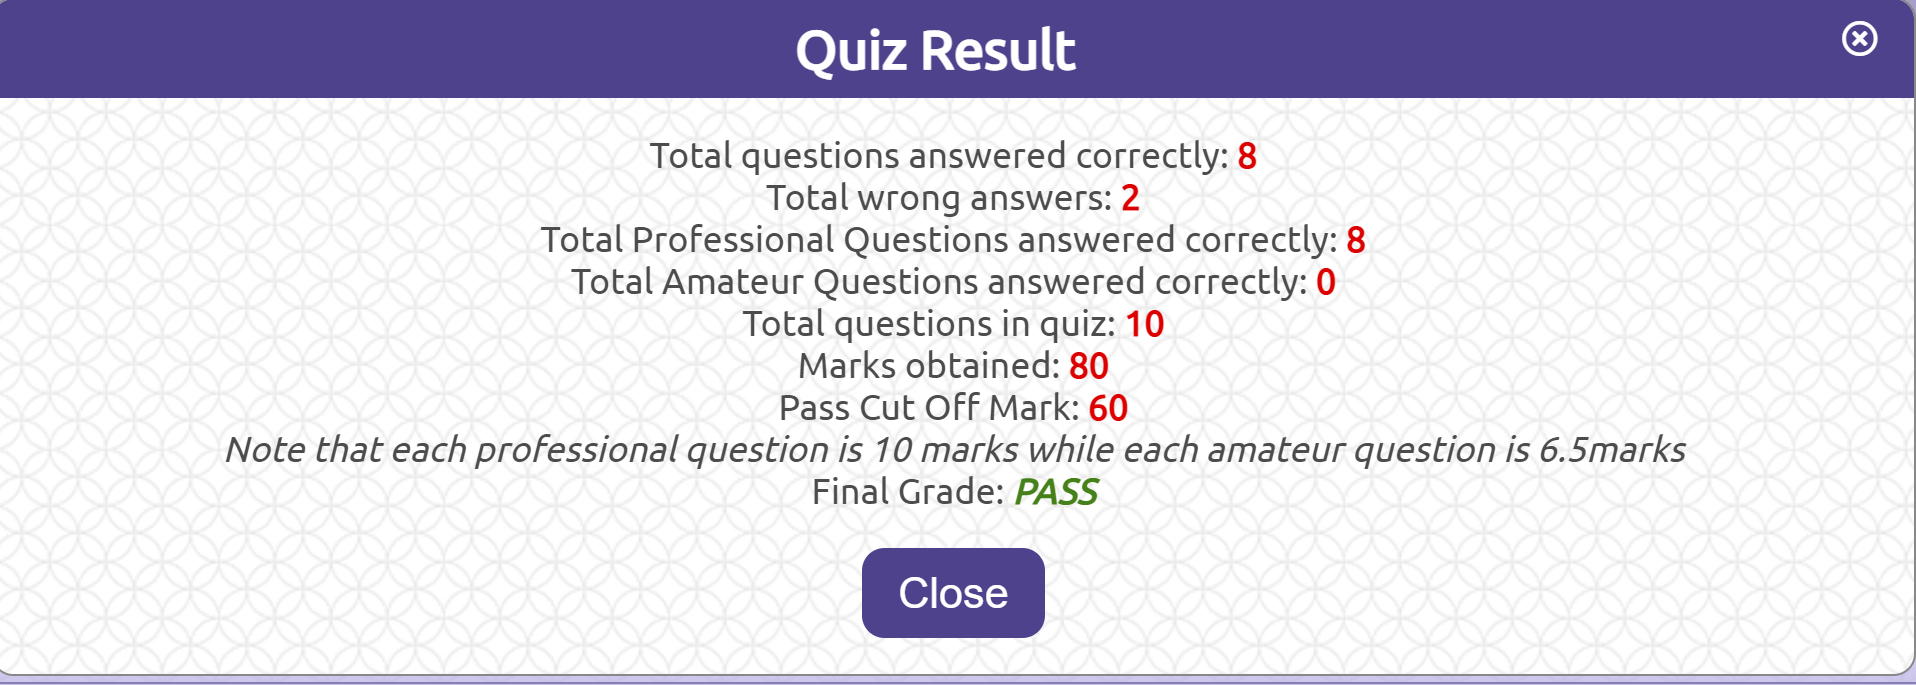 Quiz Result
Total questions answered correctly: 8
Total wrong answers: 2
Total Professional Questions answered correctly: 8
Total Amateur Questions answered correctly: 0
Total questions in quiz: 10
Marks obtained: 80
Pass Cut Off Mark: 60
Note that each professional question is 10 marks while each amateur question is 6.5marks
Final Grade: PASS
Close